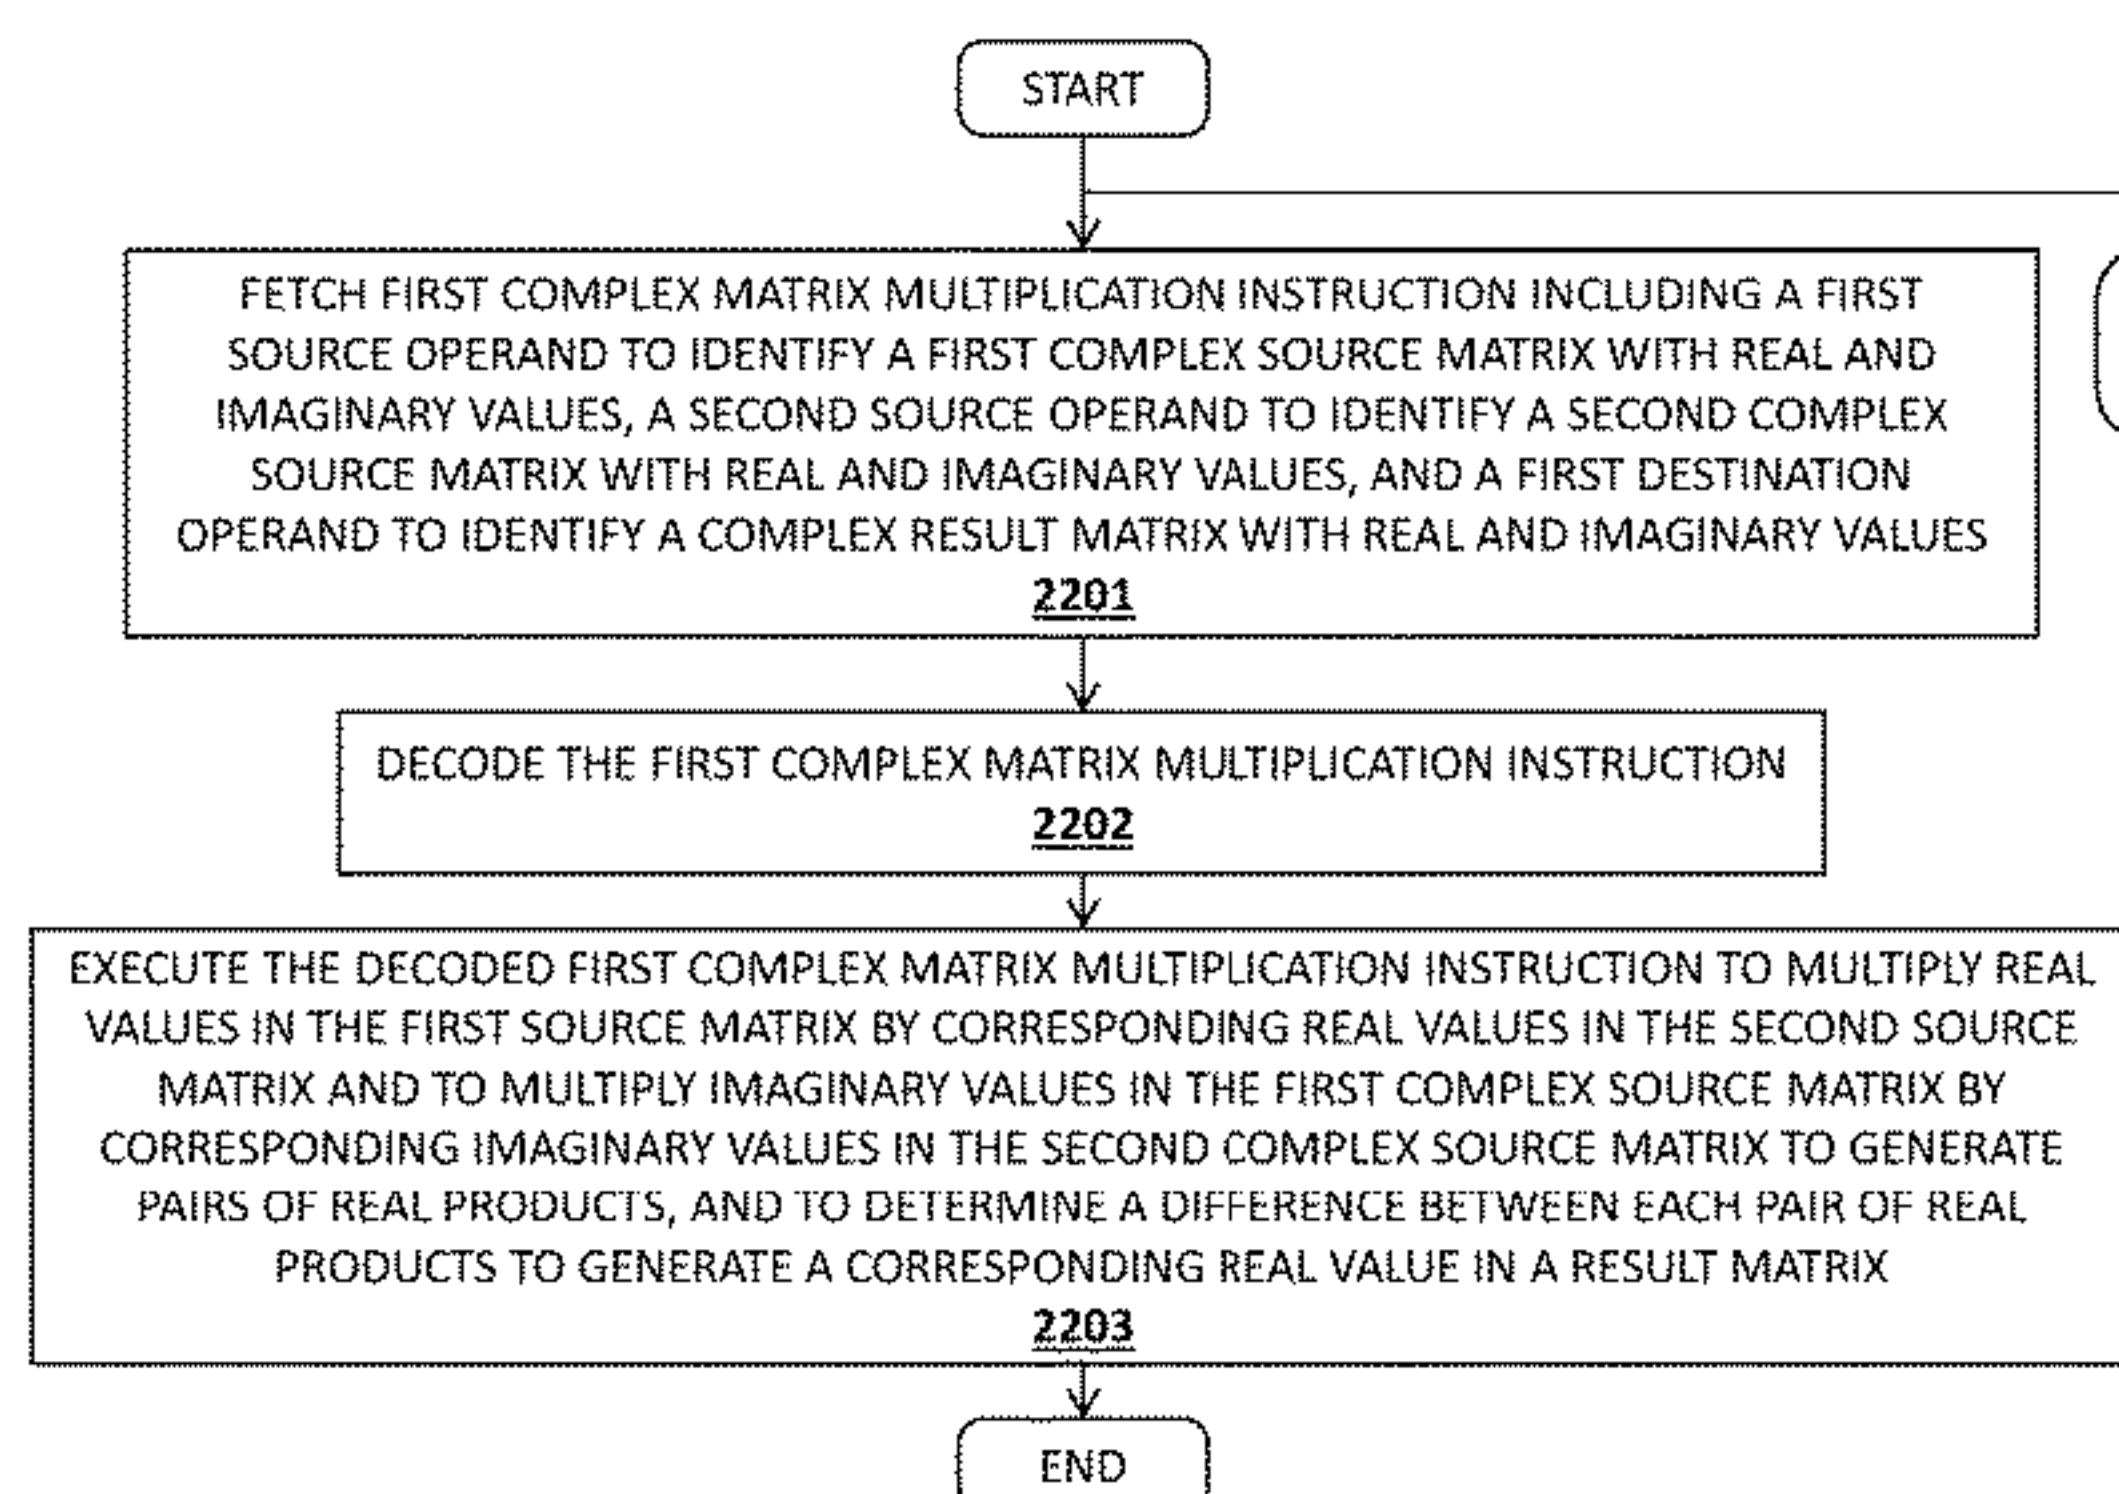 START
FETCH FIRST COMPLEX MATRIX MULTIPLICATION INSTRUCTION INCLUDING A FIRST
SOURCE OPERAND TO IDENTIFY A FIRST COMPLEX SOURCE MATRIX WITH REAL AND
IMAGINARY VALUES, A SECOND SOURCE OPERAND TO IDENTIFY A SECOND COMPLEX
SOURCE MATRIX WITH REAL AND IMAGINARY VALUES, AND A FIRST DESTINATION
OPERAND TO IDENTIFY A COMPLEX RESULT MATRIX WITH REAL AND IMAGINARY VALUES
2201
DECODE THE FIRST COMPLEX MATRIX MULTIPLICATION INSTRUCTION
2202
EXECUTE THE DECODED FIRST COMPLEX MATRIX MULTIPLICATION INSTRUCTION TO MULTIPLY REAL
VALUES IN THE FIRST SOURCE MATRIX BY CORRESPONDING REAL VALUES IN THE SECOND SOURCE
MATRIX AND TO MULTIPLY IMAGINARY VALUES IN THE FIRST COMPLEX SOURCE MATRIX BY
CORRESPONDING IMAGINARY VALUES IN THE SECOND COMPLEX SOURCE MATRIX TO GENERATE
PAIRS OF REAL PRODUCTS, AND TO DETERMINE A DIFFERENCE BETWEEN EACH PAIR OF REAL
PRODUCTS TO GENERATE A CORRESPONDING REAL VALUE IN A RESULT MATRIX
2203
END